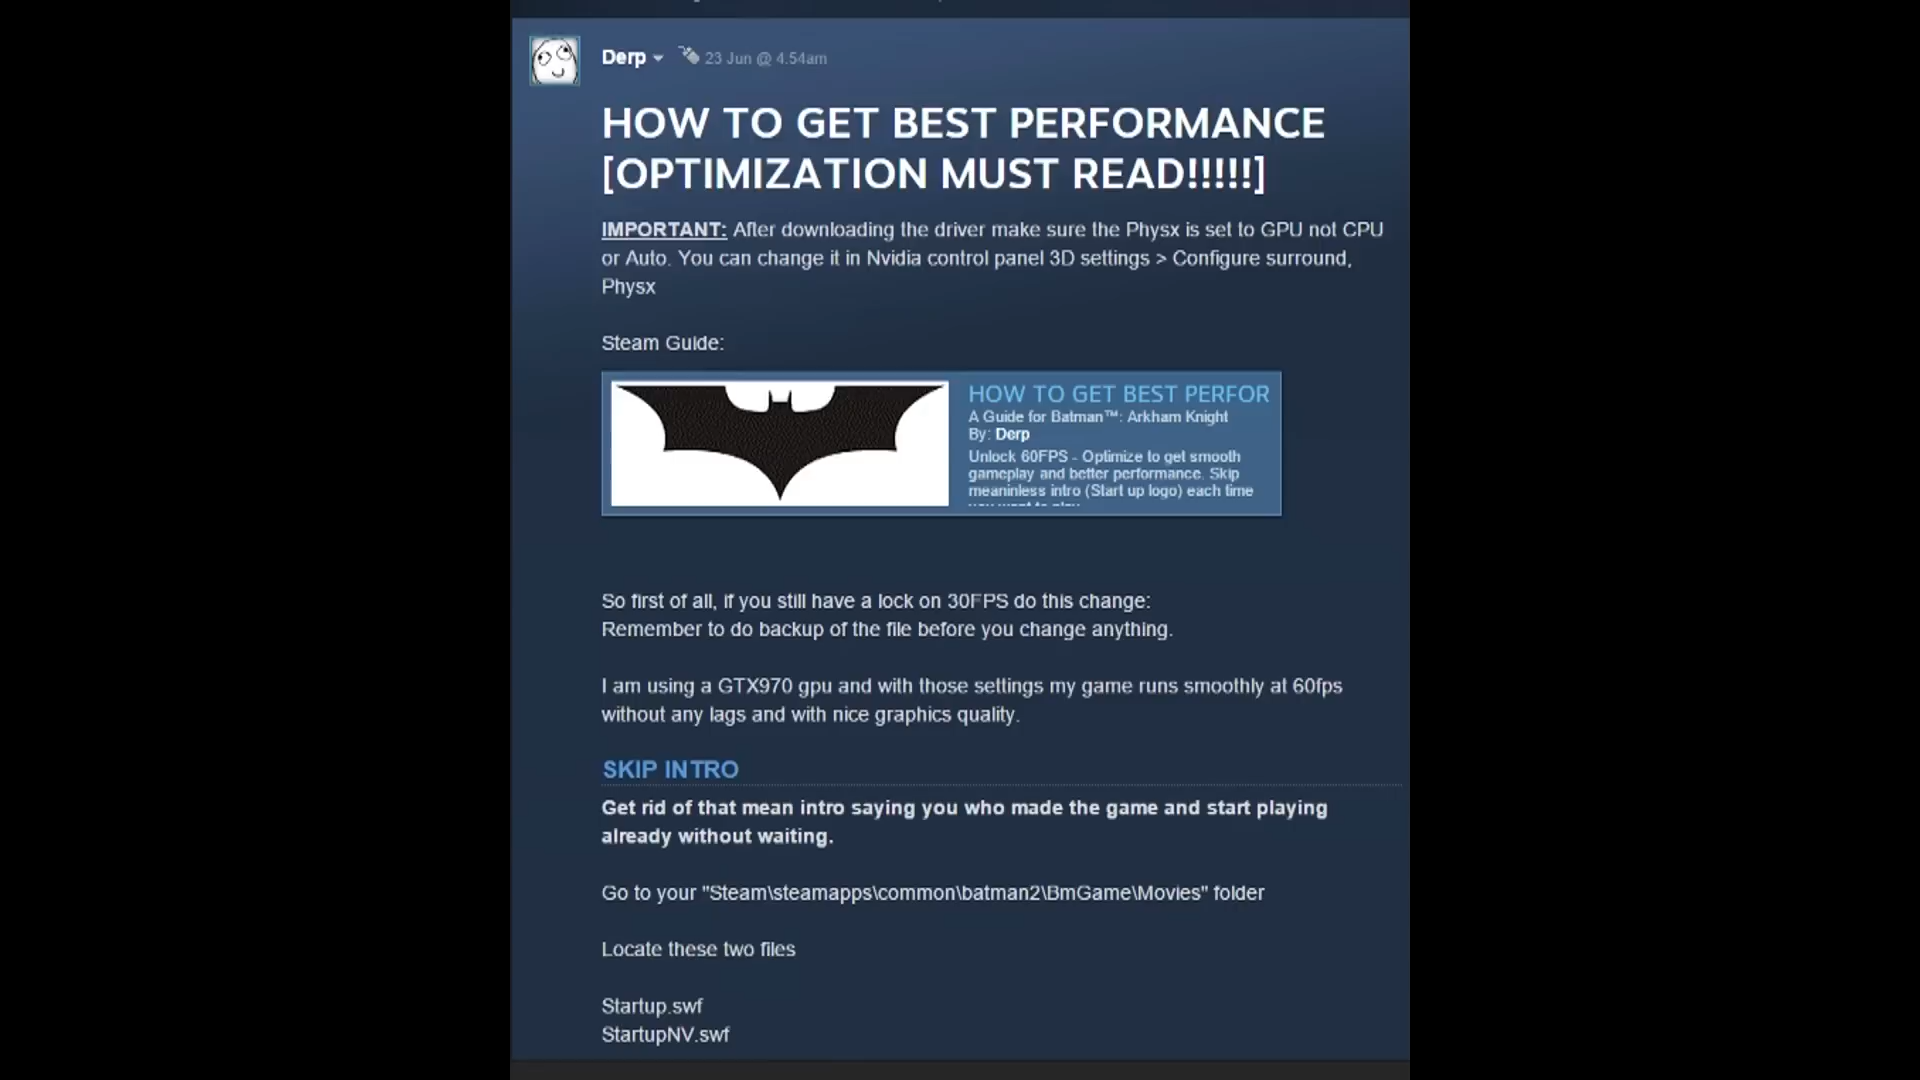 Derp 23 Jun @ 4.54am
HOW TO GET BEST PERFORMANCE
[OPTIMIZATION MUST READ!!!!!]
IMPORTANT: After downloading the driver make sure the Physx is set to GPU not CPU
or Auto. You can change it in Nvidia control panel 3D settings > Configure surround,
Physx
Steam Guide:
HOW TO GET BEST PERFOR
A Guide for Batman™: Arkham Knight
By: Derp
Unlock 60FPS - Optimize to get smooth
gameplay and better performance. Skip
meaninless intro (Start up logo) each time
you want to play
So first of all, if you still have a lock on 30FPS do this change:
Remember to do backup of the file before you change anything.
I am using a GTX970 gpu and with those settings my game runs smoothly at 60fps
without any lags and with nice graphics quality.
SKIP INTRO
Get rid of that mean intro saying you who made the game and start playing
already without waiting.
Go to your "Steam\steamapps\common\batman2\BmGame\Movies" folder
Locate these two files
Startup.swf
StartupNV.swf